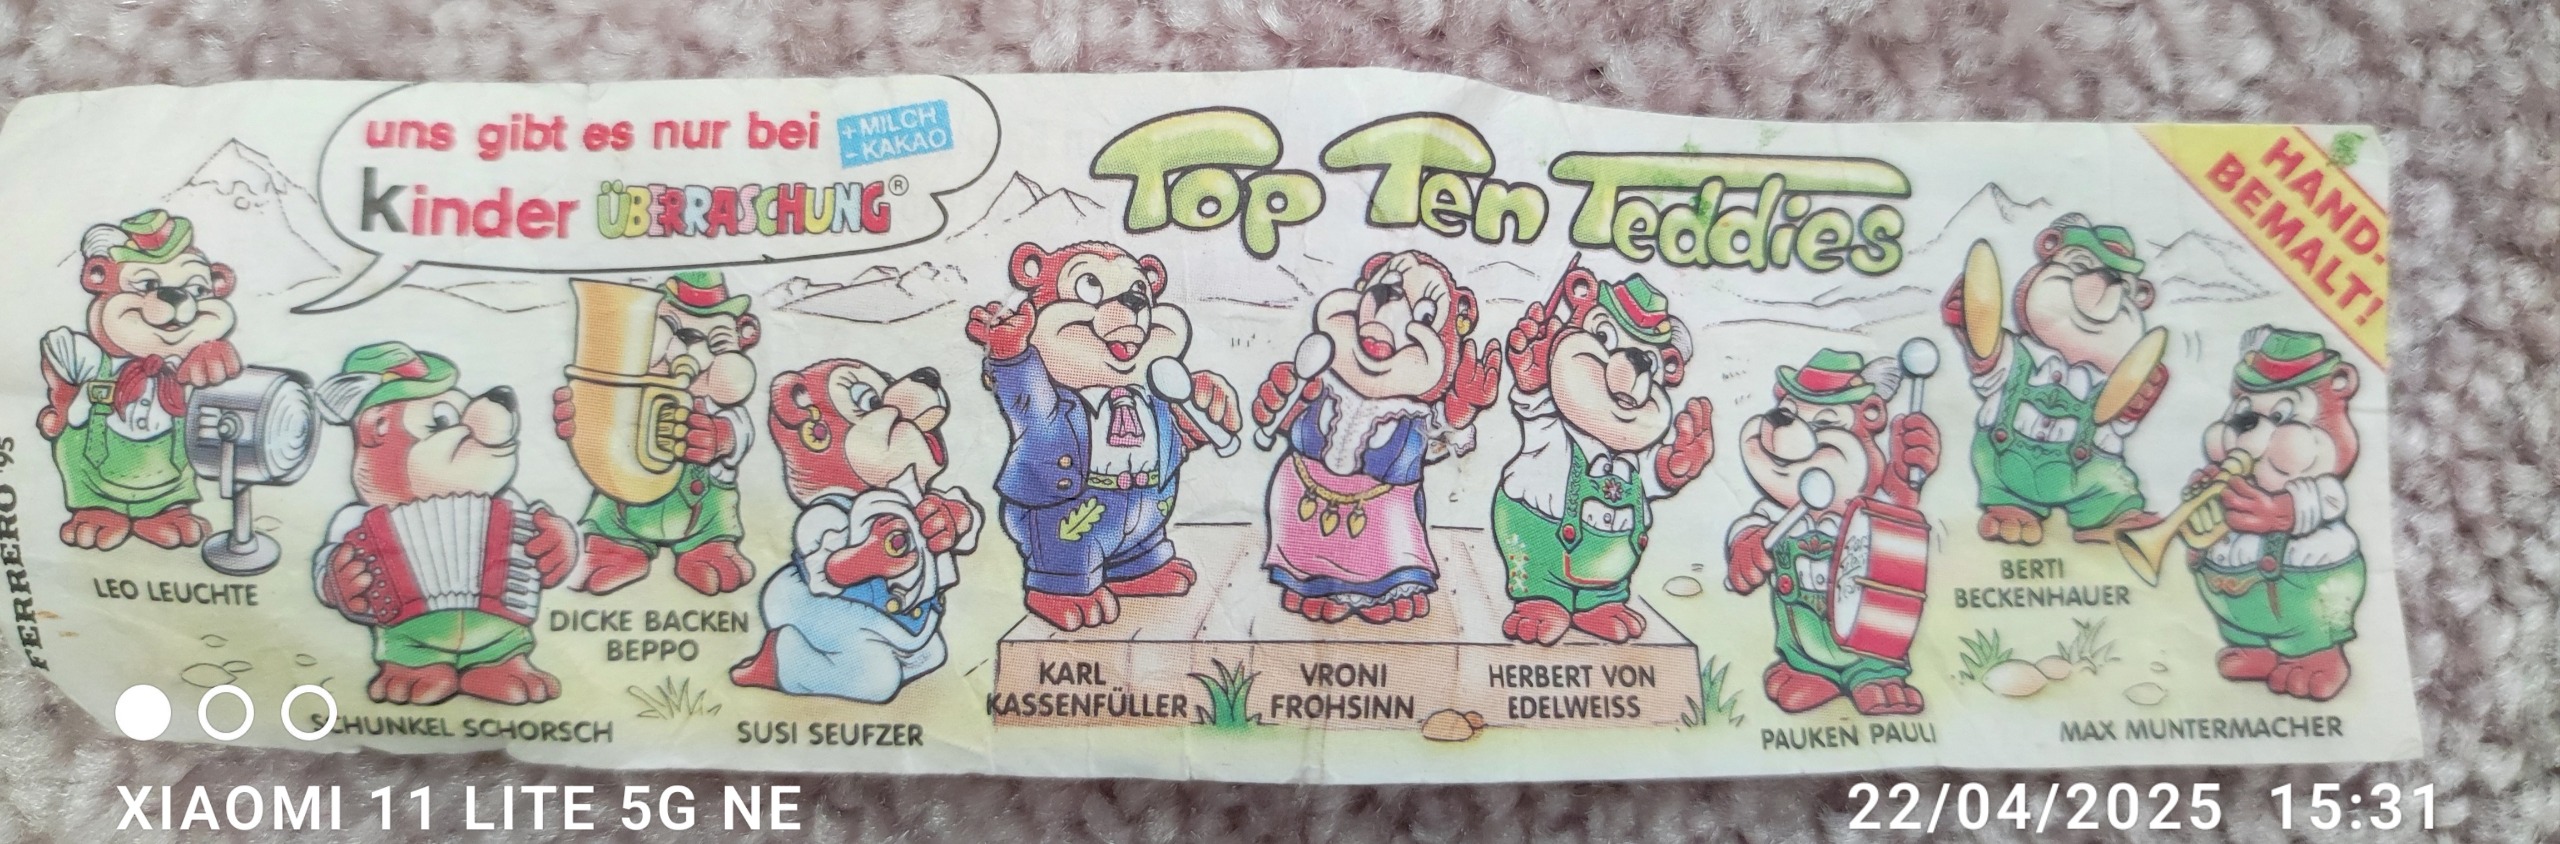 uns gibt es nur bei
+MILCH
-KAKAO
kinder ÜBERRASCHUNG®
Top Ten Teddies
HAND-
BEMALT!
FERRERO '95
LEO LEUCHTE
SCHUNKEL SCHORSCH
DICKE BACKEN
BEPPO
SUSI SEUFZER
KARL
KASSENFÜLLER
VRONI
FROHSINN
HERBERT VON
EDELWEISS
PAUKEN PAULI
BERTI
BECKENHAUER
MAX MUNTERMACHER
XIAOMI 11 LITE 5G NE
22/04/2025 15:31